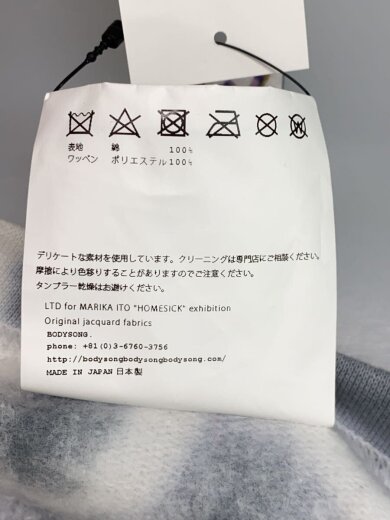 表地 綿 100%
ワッペン ポリエステル100%
デリケートな素材を使用しています。クリーニングは専門店にご相談ください。
摩擦により色移りすることがありますのでご注意ください。
タンブラー乾燥はお避けください。
LTD for MARIKA ITO "HOMESICK" exhibition
Original jacquard fabrics
BODYSONG.
phone: +81(0)3-6760-3756
http://bodysongbodysongbodysong.com/
MADE IN JAPAN 日本製